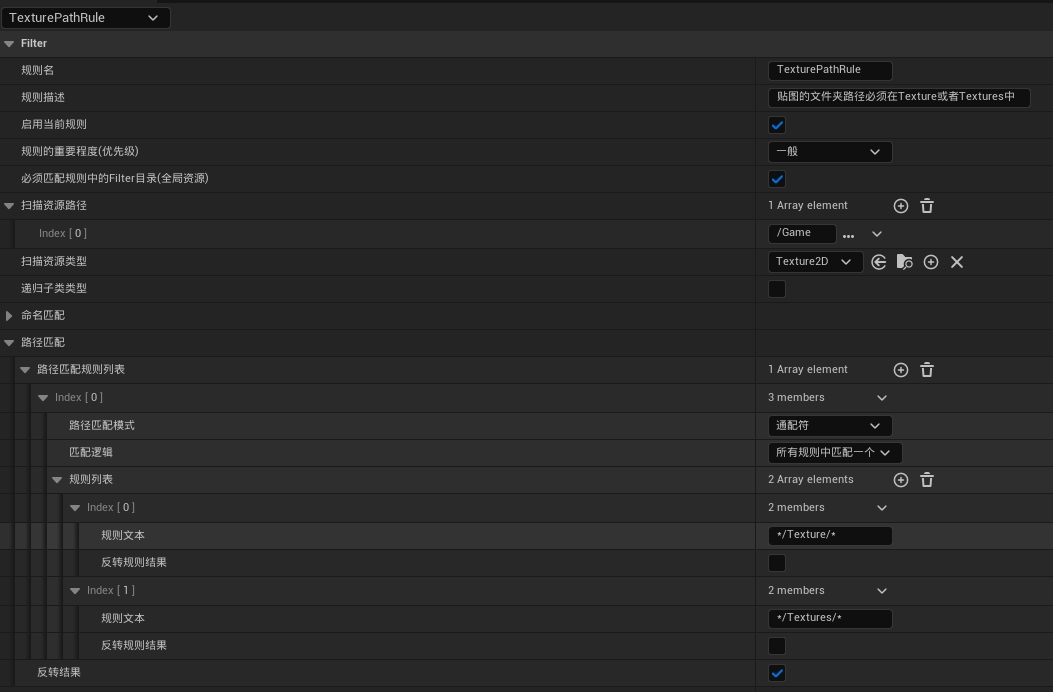 TexturePathRule
Filter
规则名 TexturePathRule
规则描述 贴图的文件夹路径必须在Texture或者Textures中
启用当前规则
规则的重要程度(优先级) 一般
必须匹配规则中的Filter目录(全局资源)
扫描资源路径 1 Array element
Index [ 0 ] /Game
扫描资源类型 Texture2D
递归子类类型
命名匹配
路径匹配
路径匹配规则列表 1 Array element
Index [ 0 ] 3 members
路径匹配模式 通配符
匹配逻辑 所有规则中匹配一个
规则列表 2 Array elements
Index [ 0 ] 2 members
规则文本 */Texture/*
反转规则结果
Index [ 1 ] 2 members
规则文本 */Textures/*
反转规则结果
反转结果